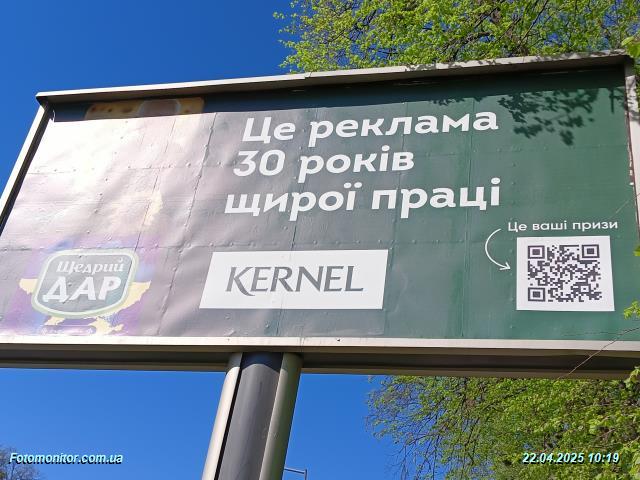 Це реклама
30 років
щирої праці
Це ваші призи
Щедрий
ДАР
KERNEL
Fotomonitor.com.ua
22.04.2025 10:19